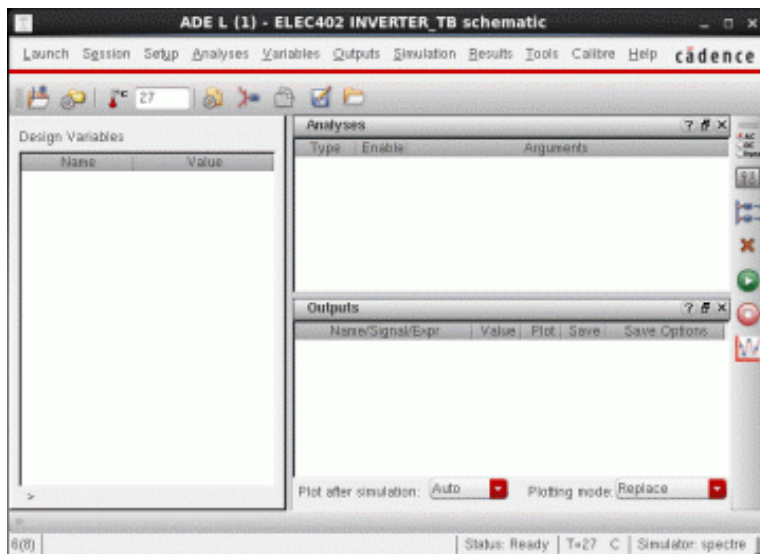 ADE L (1) - ELEC402 INVERTER_TB schematic
Launch Session Setup Analyses Variables Outputs Simulation Results Tools Calibre Help cādence
°C 27
Design Variables
Name Value
Analyses
Type Enable Arguments
Outputs
Name/Signal/Expr Value Plot Save Save Options
Plot after simulation: Auto Plotting mode: Replace
>
6(8) Status: Ready T=27 C Simulator: spectre